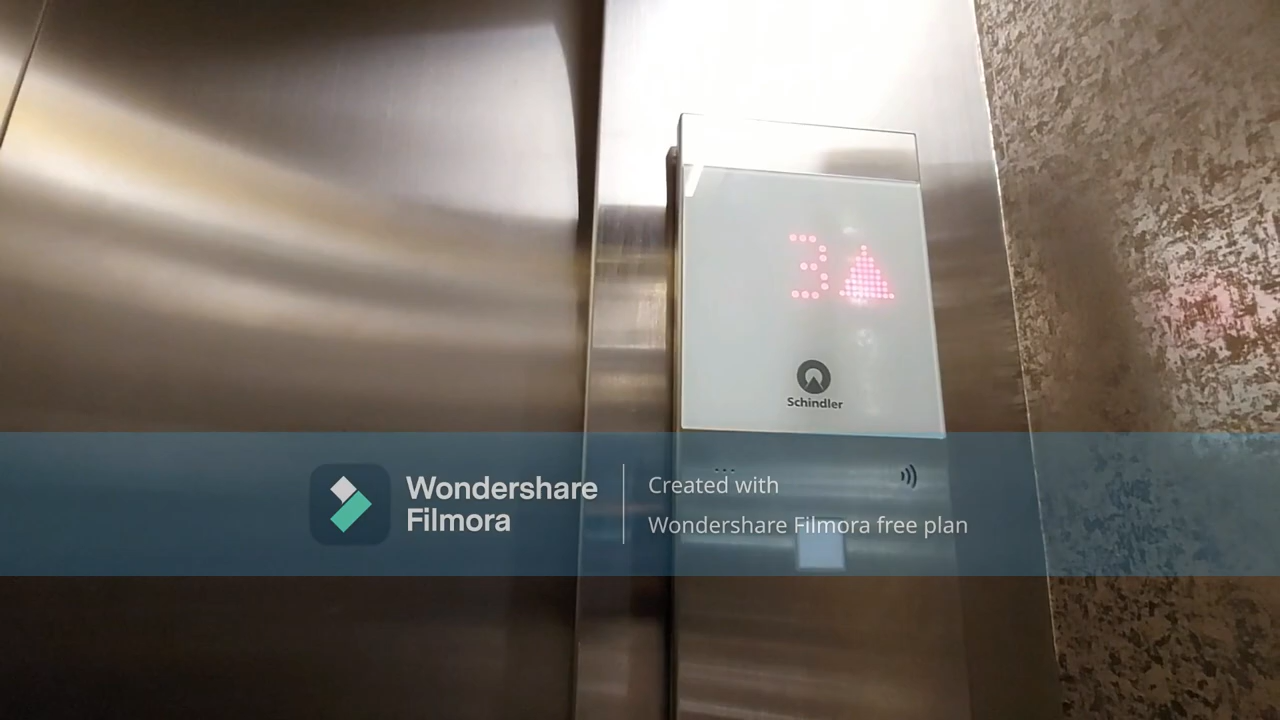 3
Schindler
Wondershare
Filmora
Created with
Wondershare Filmora free plan